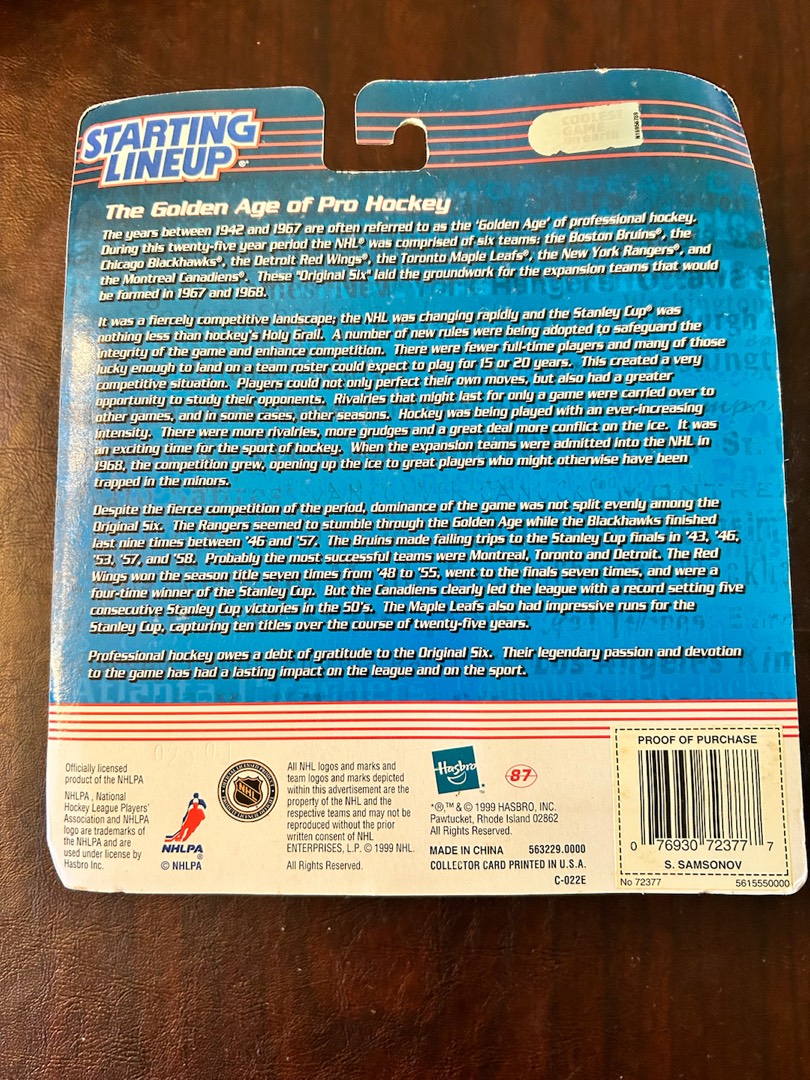 STARTING
LINEUP®*
COOLEST
GAME
on earth
N11656708
The Golden Age of Pro Hockey
The years between 1942 and 1967 are often referred to as the 'Golden Age' of professional hockey.
During this twenty-five year period the NHL® was comprised of six teams: the Boston Bruins®, the
Chicago Blackhawks®, the Detroit Red Wings®, the Toronto Maple Leafs®, the New York Rangers®, and
the Montreal Canadiens®. These "Original Six" laid the groundwork for the expansion teams that would
be formed in 1967 and 1968.
It was a fiercely competitive landscape; the NHL was changing rapidly and the Stanley Cup® was
nothing less than hockey's Holy Grail. A number of new rules were being adopted to safeguard the
integrity of the game and enhance competition. There were fewer full-time players and many of those
lucky enough to land on a team roster could expect to play for 15 or 20 years. This created a very
competitive situation. Players could not only perfect their own moves, but also had a greater
opportunity to study their opponents. Rivalries that might last for only a game were carried over to
other games, and in some cases, other seasons. Hockey was being played with an ever-increasing
intensity. There were more rivalries, more grudges and a great deal more conflict on the ice. It was
an exciting time for the sport of hockey. When the expansion teams were admitted into the NHL in
1968, the competition grew, opening up the ice to great players who might otherwise have been
trapped in the minors.
Despite the fierce competition of the period, dominance of the game was not split evenly among the
Original Six. The Rangers seemed to stumble through the Golden Age while the Blackhawks finished
last nine times between '46 and '57. The Bruins made failing trips to the Stanley Cup finals in '43, '46,
'53, '57, and '58. Probably the most successful teams were Montreal, Toronto and Detroit. The Red
Wings won the season title seven times from '48 to '55, went to the finals seven times, and were a
four-time winner of the Stanley Cup. But the Canadiens clearly led the league with a record setting five
consecutive Stanley Cup victories in the 50's. The Maple Leafs also had impressive runs for the
Stanley Cup, capturing ten titles over the course of twenty-five years.
Professional hockey owes a debt of gratitude to the Original Six. Their legendary passion and devotion
to the game has had a lasting impact on the league and on the sport.
Officially licensed
product of the NHLPA
NHLPA, National
Hockey League Players'
Association and NHLPA
logo are trademarks of
the NHLPA and are
used under license by
Hasbro Inc.
NHLPA®
© NHLPA
NHL
All NHL logos and marks and
team logos and marks depicted
within this advertisement are the
property of the NHL and the
respective teams and may not be
reproduced without the prior
written consent of NHL
ENTERPRISES, L.P. © 1999 NHL.
All Rights Reserved.
Hasbro
87
*®,™ & © 1999 HASBRO, INC.
Pawtucket, Rhode Island 02862
All Rights Reserved.
MADE IN CHINA 563229.0000
COLLECTOR CARD PRINTED IN U.S.A.
C-022E
PROOF OF PURCHASE
0 76930 72377 7
S. SAMSONOV
No 72377 5615550000